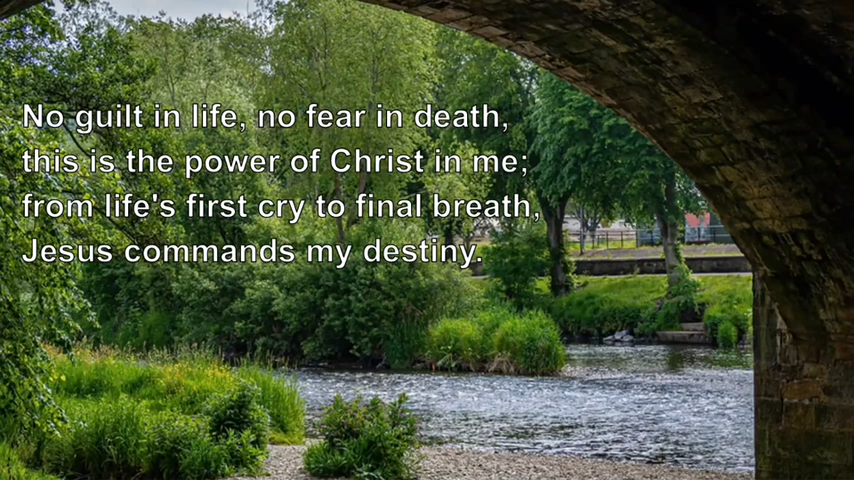 No guilt in life, no fear in death,
this is the power of Christ in me;
from life's first cry to final breath,
Jesus commands my destiny.